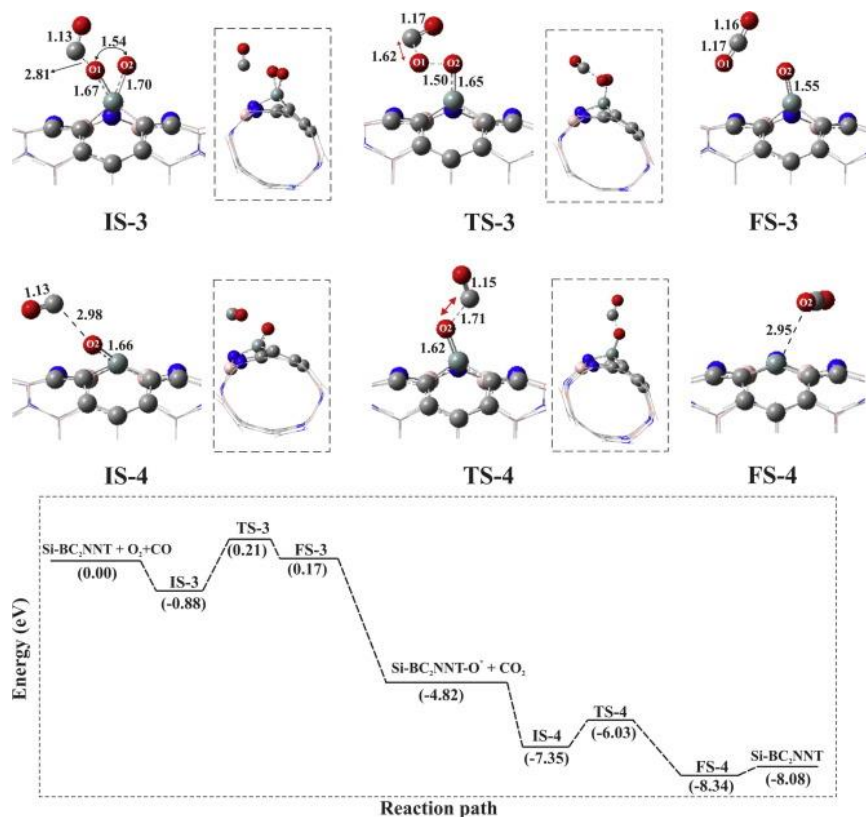 1.13
1.54
O1
O2
2.81
1.67
1.70
IS-3
1.17
1.62
O1
O2
1.50
1.65
TS-3
1.16
1.17
O2
1.55
FS-3
1.13
2.98
O2
1.66
IS-4
1.15
O2
1.71
1.62
TS-4
O2
2.95
FS-4
Energy (eV)
Si-BC₂NNT + O₂+CO
(0.00)
IS-3
(-0.88)
TS-3
(0.21)
FS-3
(0.17)
Si-BC₂NNT-O* + CO₂
(-4.82)
IS-4
(-7.35)
TS-4
(-6.03)
FS-4
(-8.34)
Si-BC₂NNT
(-8.08)
Reaction path